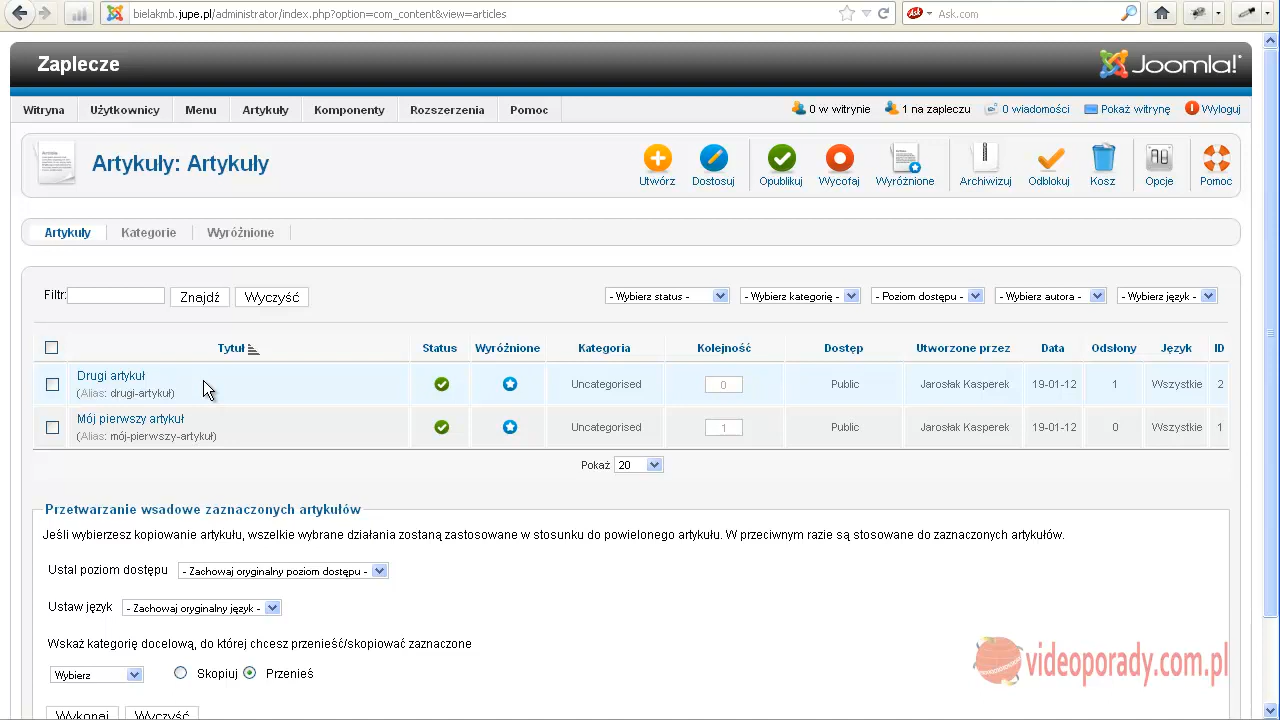 bielakmb.jupe.pl/administrator/index.php?option=com_content&view=articles
ask Ask.com
Zaplecze
Joomla!
Witryna Użytkownicy Menu Artykuły Komponenty Rozszerzenia Pomoc
0 w witrynie 1 na zapleczu 0 wiadomości Pokaż witrynę Wyloguj
Artykuły: Artykuły
Utwórz Dostosuj Opublikuj Wycofaj Wyróżnione Archiwizuj Odblokuj Kosz Opcje Pomoc
Artykuły Kategorie Wyróżnione
Filtr: Znajdź Wyczyść - Wybierz status - - Wybierz kategorię - - Poziom dostępu - - Wybierz autora - - Wybierz język -
Tytuł Status Wyróżnione Kategoria Kolejność Dostęp Utworzone przez Data Odsłony Język ID
Drugi artykuł
(Alias: drugi-artykuł)
Uncategorised 0 Public Jarosłak Kasperek 19-01-12 1 Wszystkie 2
Mój pierwszy artykuł
(Alias: mój-pierwszy-artykuł)
Uncategorised 1 Public Jarosłak Kasperek 19-01-12 0 Wszystkie 1
Pokaż 20
Przetwarzanie wsadowe zaznaczonych artykułów
Jeśli wybierzesz kopiowanie artykułu, wszelkie wybrane działania zostaną zastosowane w stosunku do powielonego artykułu. W przeciwnym razie są stosowane do zaznaczonych artykułów.
Ustal poziom dostępu - Zachowaj oryginalny poziom dostępu -
Ustaw język - Zachowaj oryginalny język -
Wskaż kategorię docelową, do której chcesz przenieść/skopiować zaznaczone
Wybierz Skopiuj Przenieś
Wykonaj Wyczyść
videoporady.com.pl